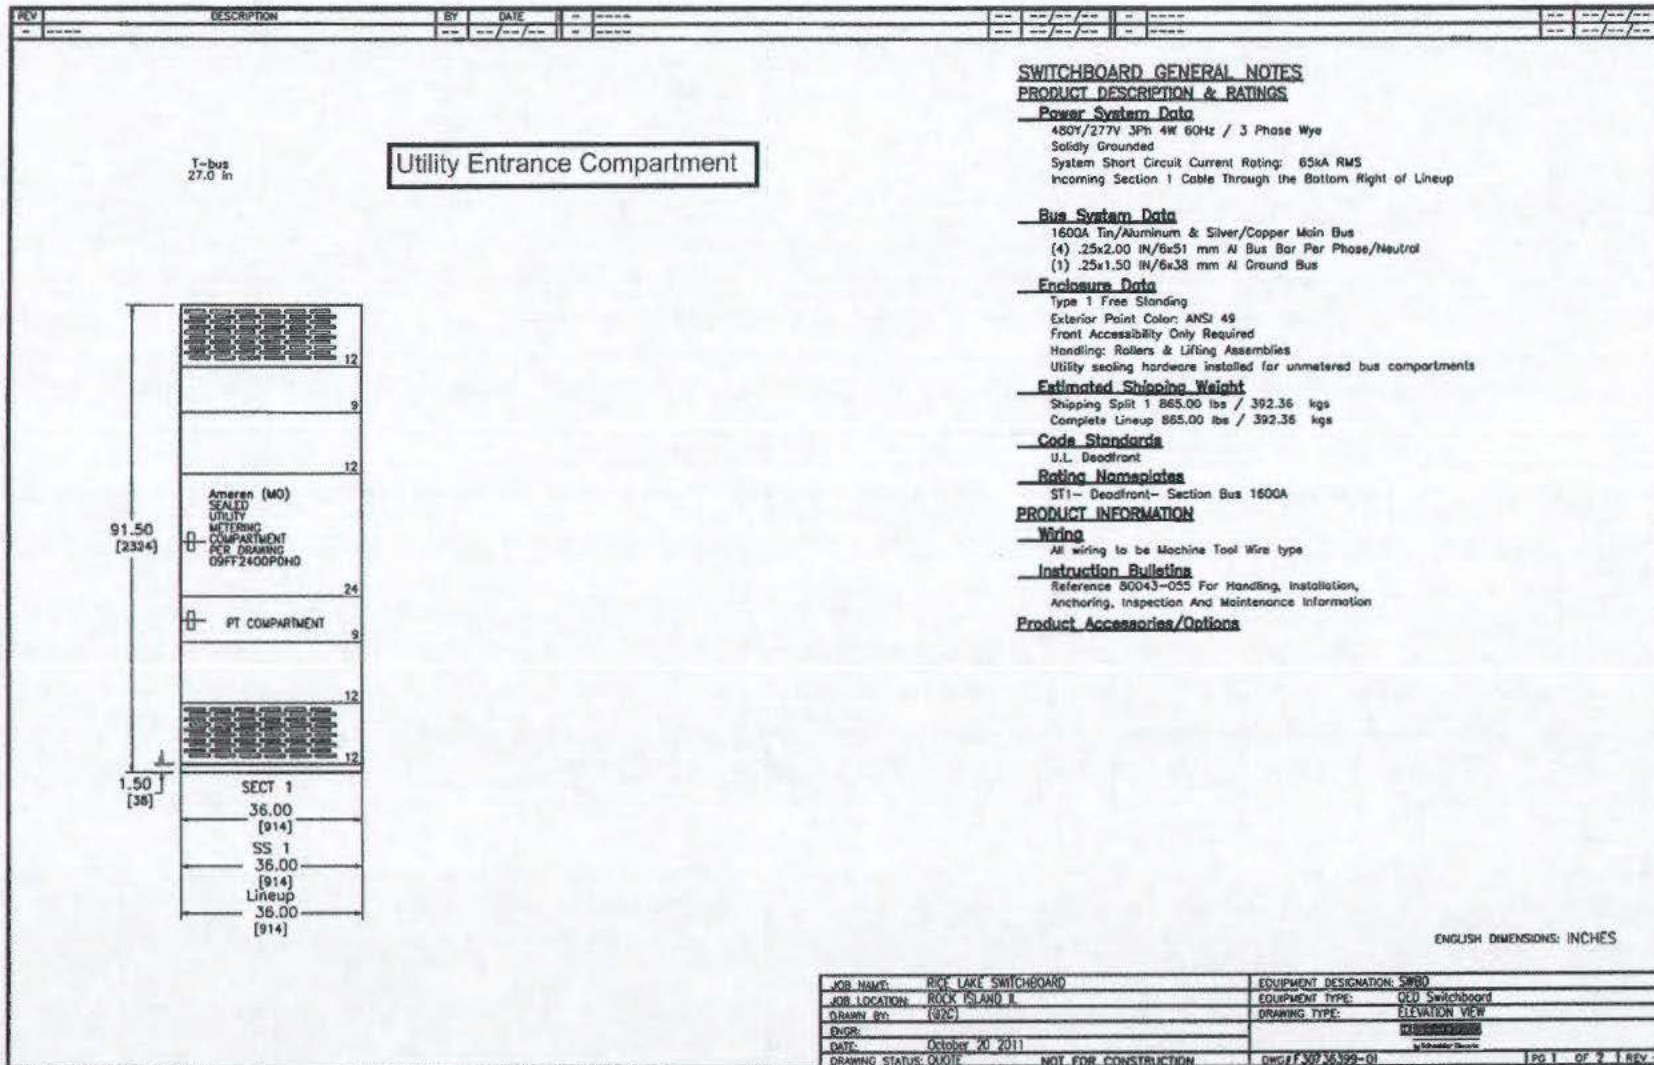 REV DESCRIPTION BY DATE - ---- -- --/--/-- - ---- -- --/--/--
- ---- -- --/--/-- - ---- -- --/--/-- - ---- -- --/--/--
T-bus
27.0 in
Utility Entrance Compartment
12
9
12
Ameren (MO)
SEALED
UTILITY
METERING
COMPARTMENT
PER DRAWING
09FF2400P0H0
24
PT COMPARTMENT
9
12
12
91.50
[2324]
1.50
[38]
SECT 1
36.00
[914]
SS 1
36.00
[914]
Lineup
36.00
[914]
SWITCHBOARD GENERAL NOTES
PRODUCT DESCRIPTION & RATINGS
Power System Data
480Y/277V 3Ph 4W 60Hz / 3 Phase Wye
Solidly Grounded
System Short Circuit Current Rating: 65kA RMS
Incoming Section 1 Cable Through the Bottom Right of Lineup
Bus System Data
1600A Tin/Aluminum & Silver/Copper Main Bus
(4) .25x2.00 IN/6x51 mm Al Bus Bar Per Phase/Neutral
(1) .25x1.50 IN/6x38 mm Al Ground Bus
Enclosure Data
Type 1 Free Standing
Exterior Paint Color: ANSI 49
Front Accessibility Only Required
Handling: Rollers & Lifting Assemblies
Utility sealing hardware installed for unmetered bus compartments
Estimated Shipping Weight
Shipping Split 1 865.00 lbs / 392.36 kgs
Complete Lineup 865.00 lbs / 392.36 kgs
Code Standards
U.L. Deadfront
Rating Nameplates
ST1- Deadfront- Section Bus 1600A
PRODUCT INFORMATION
Wiring
All wiring to be Machine Tool Wire type
Instruction Bulletins
Reference 80043-055 For Handling, Installation,
Anchoring, Inspection And Maintenance Information
Product Accessories/Options
ENGLISH DIMENSIONS: INCHES
JOB NAME: RICE LAKE SWITCHBOARD EQUIPMENT DESIGNATION: SWBD
JOB LOCATION: ROCK ISLAND IL EQUIPMENT TYPE: QED Switchboard
DRAWN BY: DRAWING TYPE: ELEVATION VIEW
ENGR:
DATE: October 20 2011 by Schneider Electric
DRAWING STATUS: QUOTE NOT FOR CONSTRUCTION DWG# F30736399-01 PG 1 OF 2 REV -